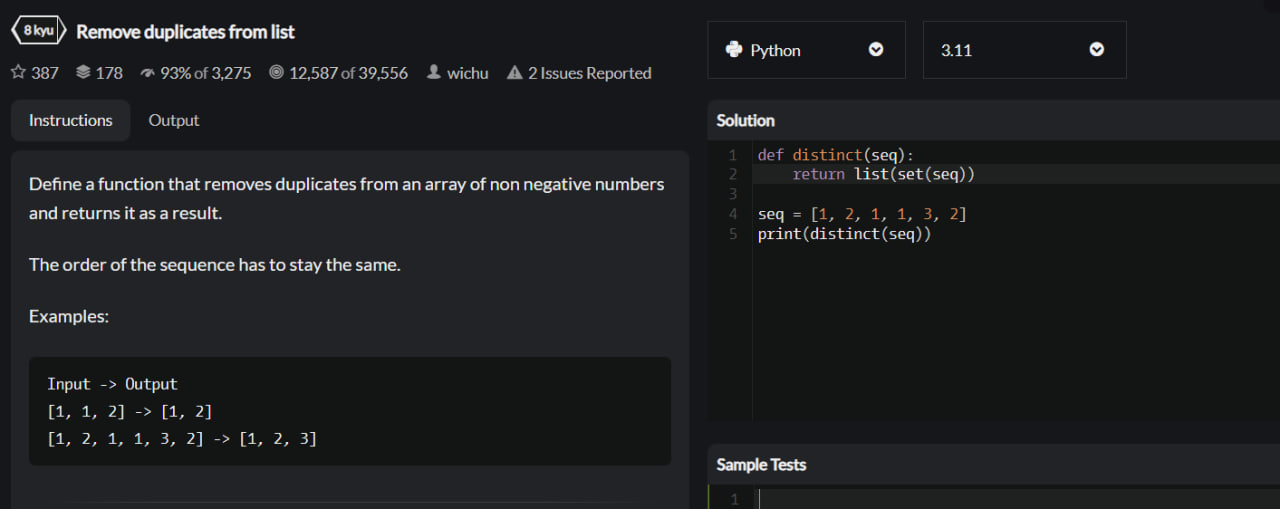 8 kyu Remove duplicates from list
387 178 93% of 3,275 12,587 of 39,556 wichu 2 Issues Reported
Instructions Output
Define a function that removes duplicates from an array of non negative numbers
and returns it as a result.
The order of the sequence has to stay the same.
Examples:
Input -> Output
[1, 1, 2] -> [1, 2]
[1, 2, 1, 1, 3, 2] -> [1, 2, 3]
Python 3.11
Solution
1 def distinct(seq):
2     return list(set(seq))
3
4 seq = [1, 2, 1, 1, 3, 2]
5 print(distinct(seq))
Sample Tests
1